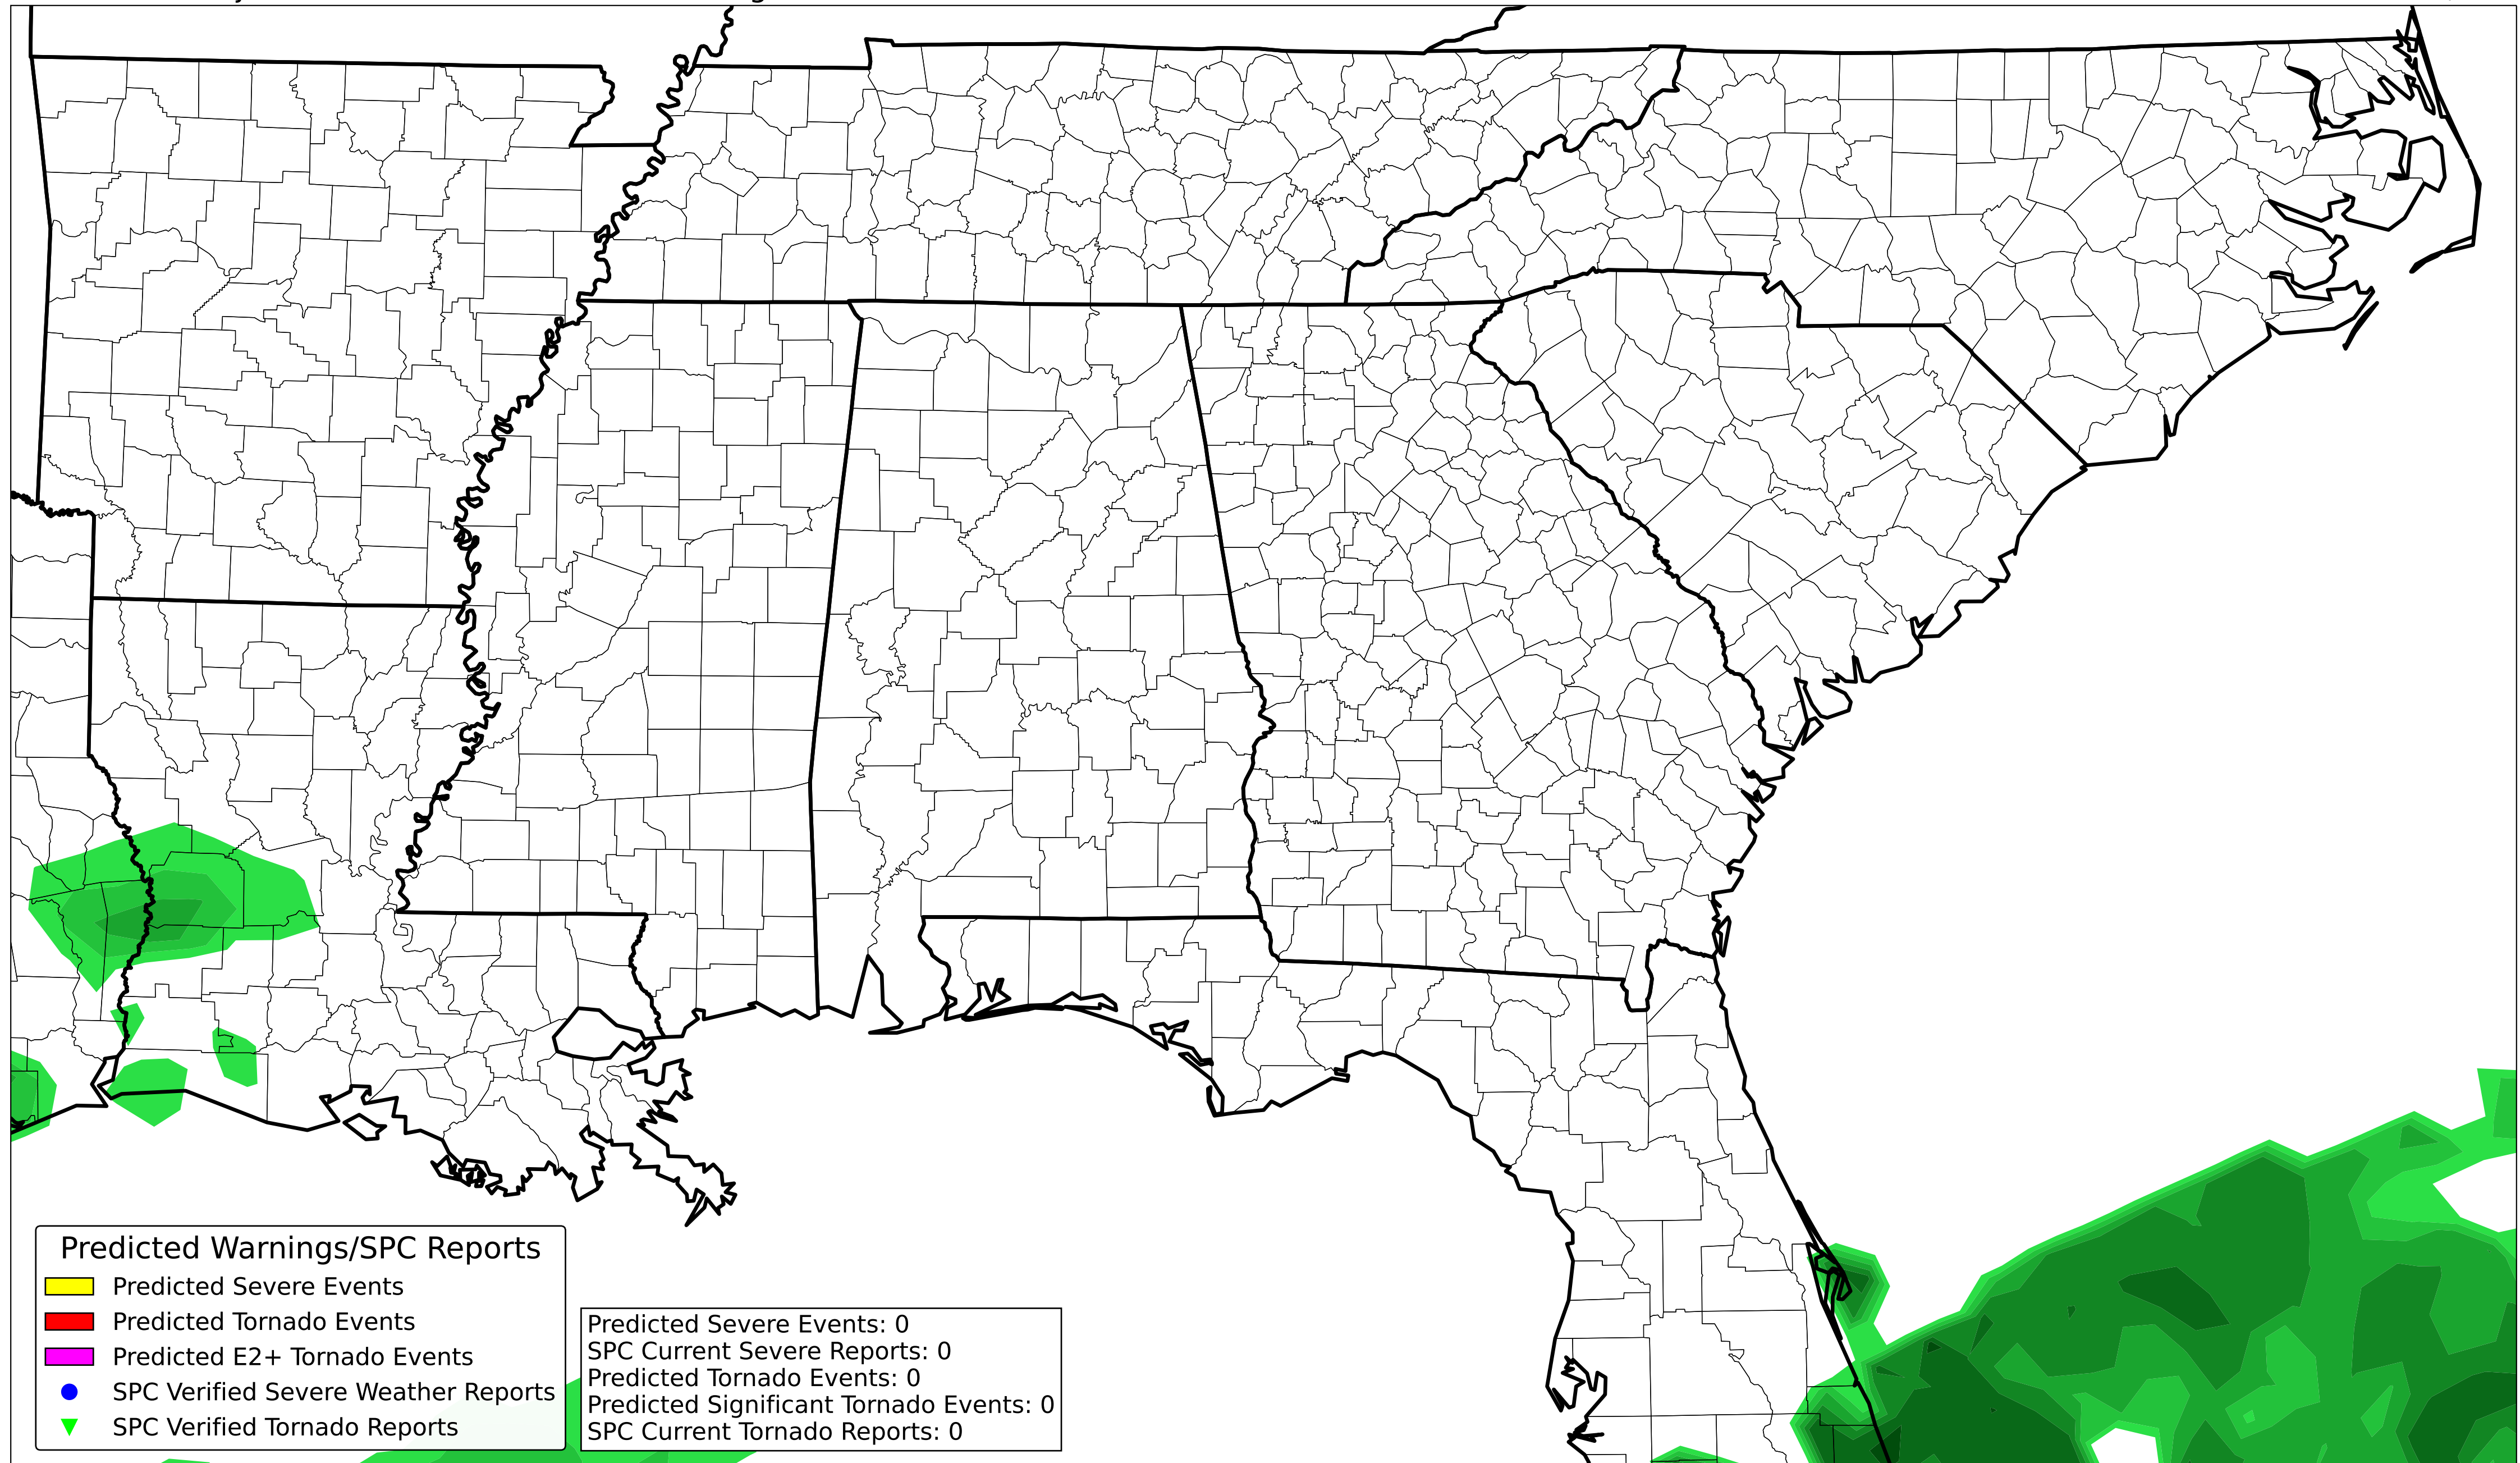 Predicted Warnings/SPC Reports
Predicted Severe Events
Predicted Tornado Events
Predicted E2+ Tornado Events
SPC Verified Severe Weather Reports
SPC Verified Tornado Reports
Predicted Severe Events: 0
SPC Current Severe Reports: 0
Predicted Tornado Events: 0
Predicted Significant Tornado Events: 0
SPC Current Tornado Reports: 0